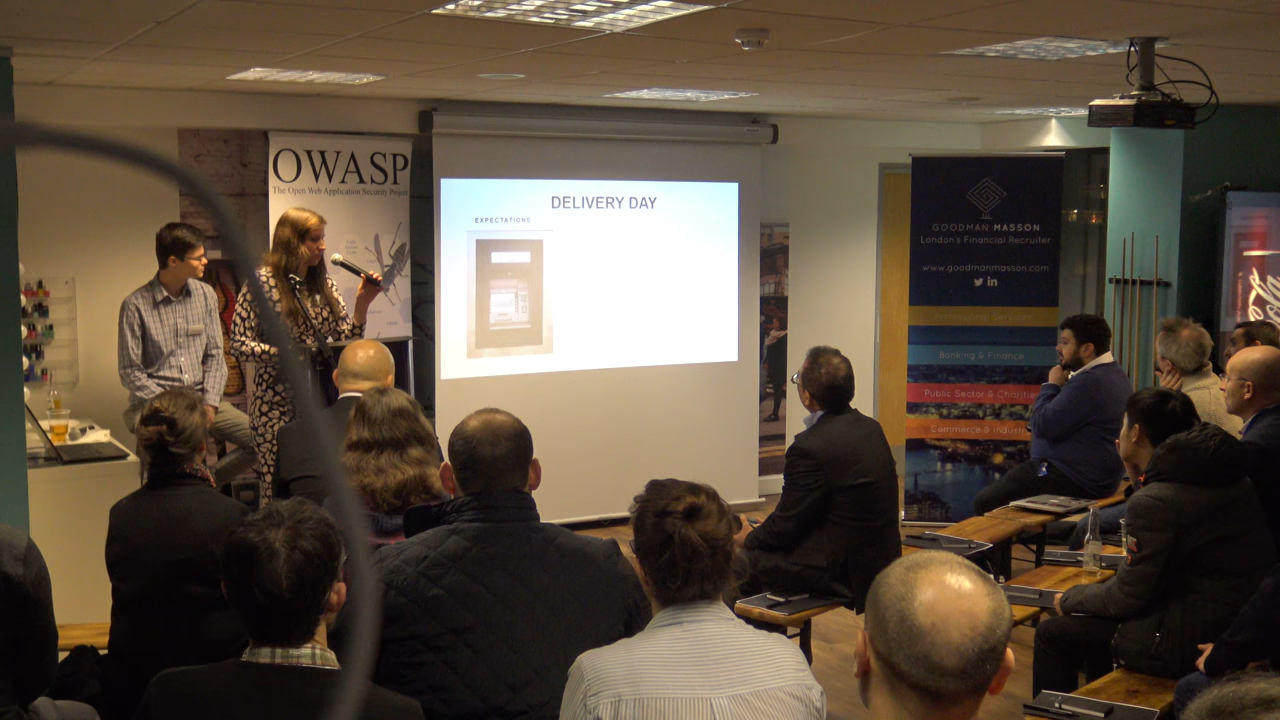 OWASP
The Open Web Application Security Project
DELIVERY DAY
EXPECTATIONS
GOODMAN MASSON
London's Financial Recruiter
www.goodmanmasson.com
in
Professional Services
Banking & Finance
Public Sector & Charities
Commerce & Industry